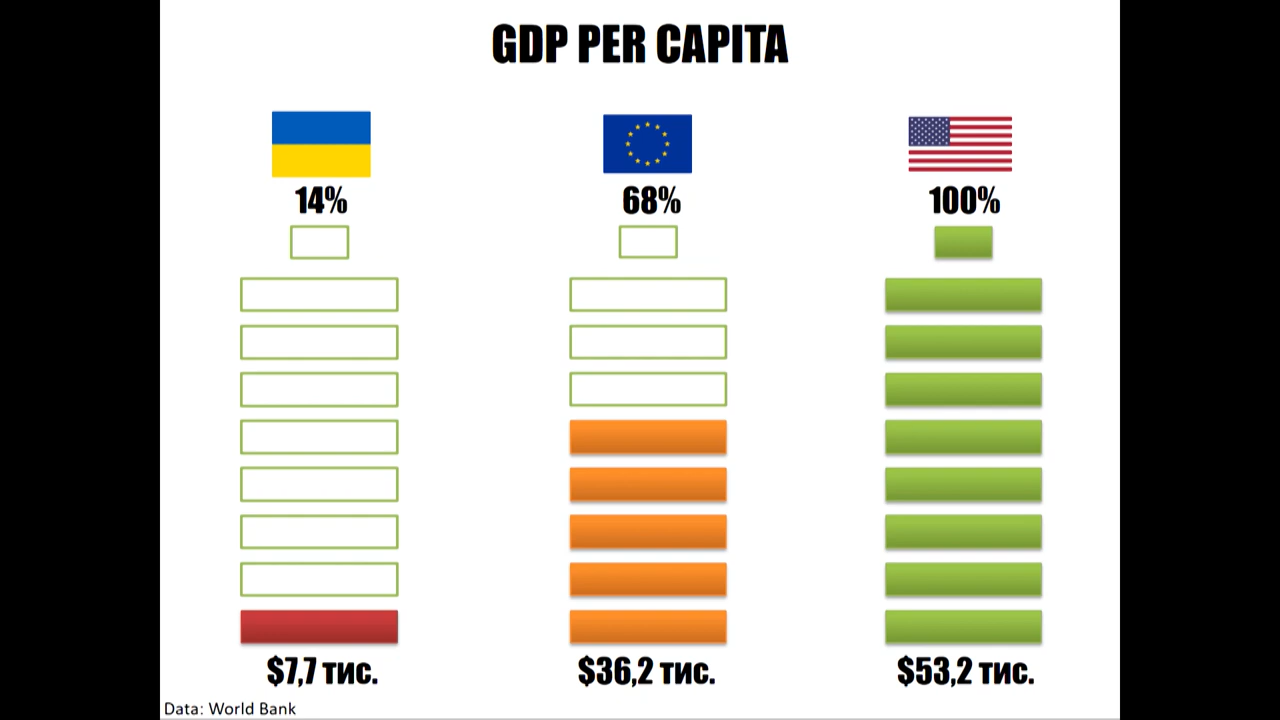 GDP PER CAPITA
14% 68% 100%
$7,7 тис. $36,2 тис. $53,2 тис.
Data: World Bank